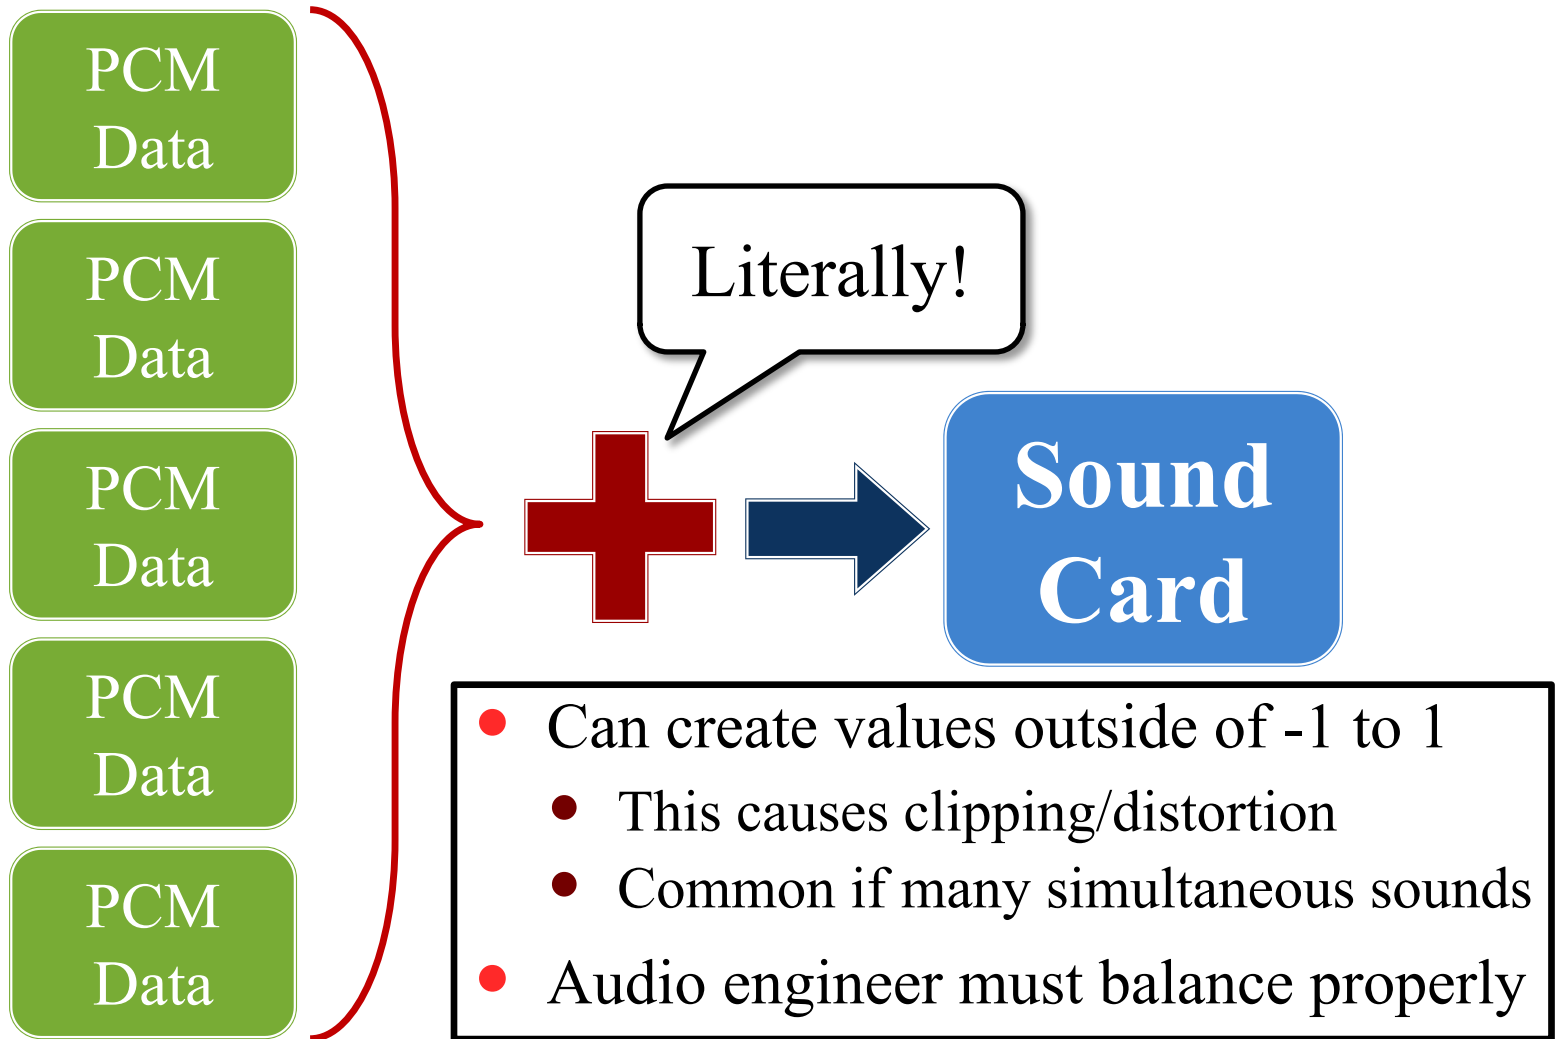 PCM
Data
PCM
Data
PCM
Data
PCM
Data
PCM
Data
Literally!
Sound
Card
• Can create values outside of -1 to 1
• This causes clipping/distortion
• Common if many simultaneous sounds
• Audio engineer must balance properly